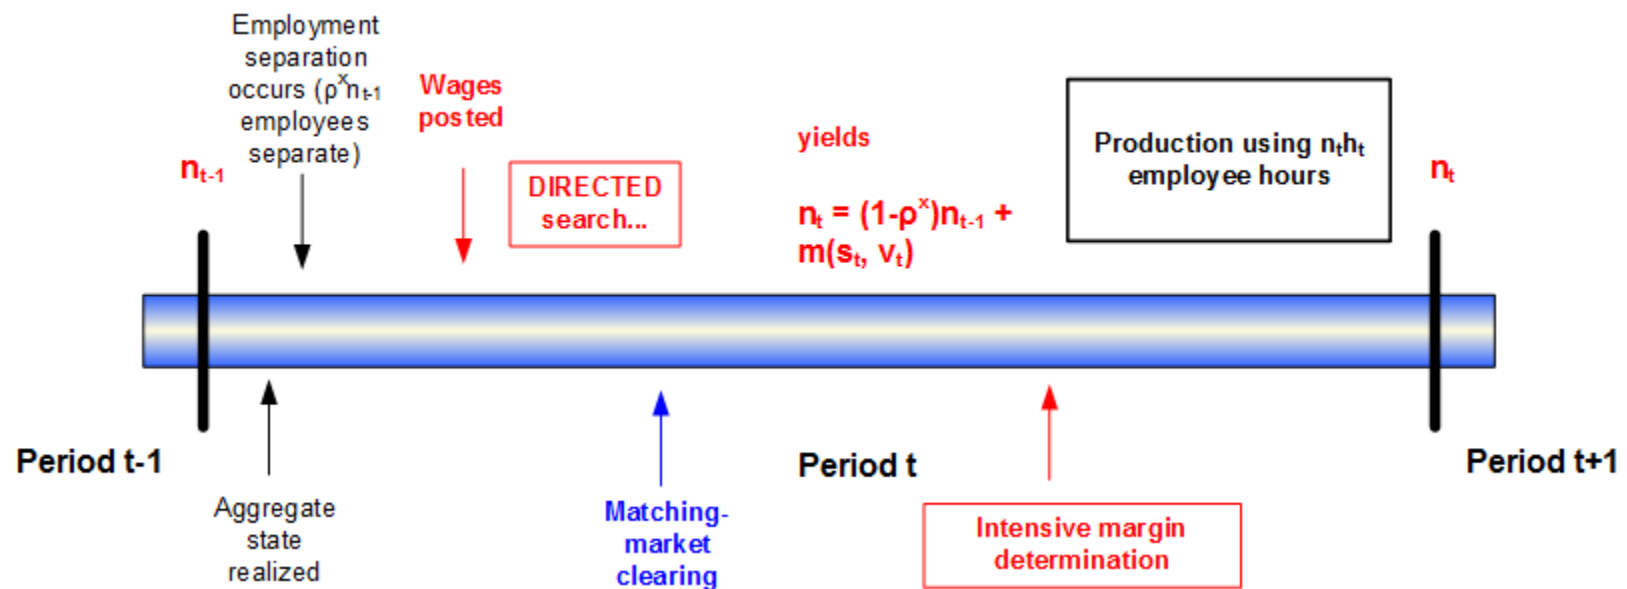 Employment
separation
occurs (ρˣnₜ₋₁
employees
separate)
Wages
posted
nₜ₋₁
DIRECTED
search...
yields
nₜ = (1-ρˣ)nₜ₋₁ +
m(sₜ, vₜ)
Production using nₜhₜ
employee hours
nₜ
Period t-1
Period t
Period t+1
Aggregate
state
realized
Matching-
market
clearing
Intensive margin
determination